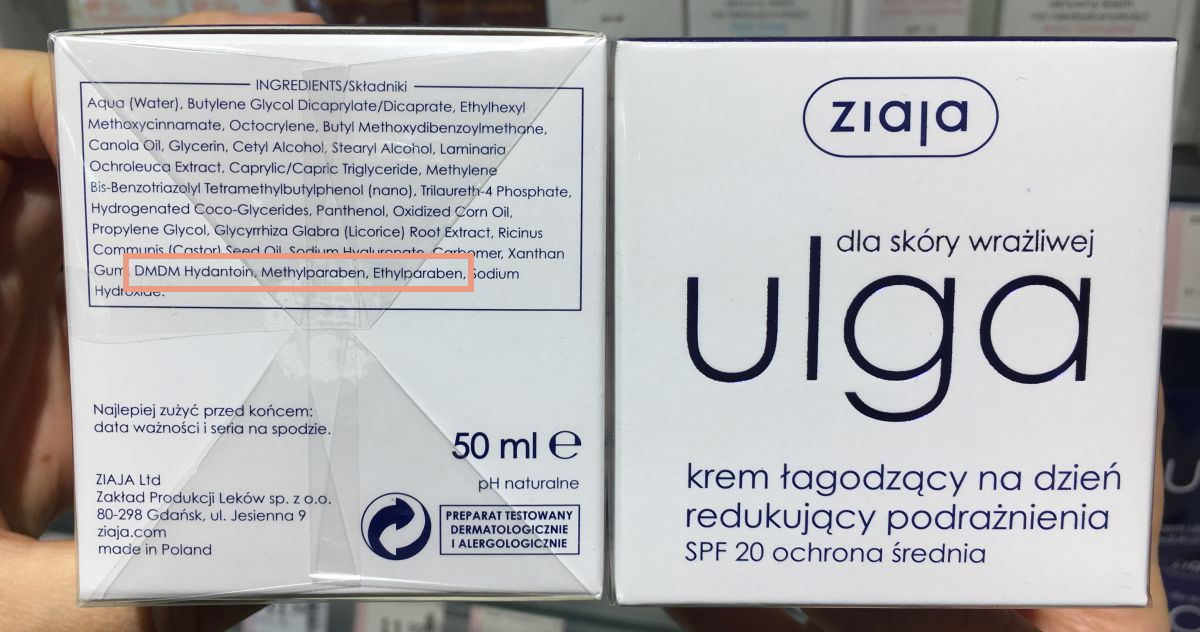 INGREDIENTS/Składniki
Aqua (Water), Butylene Glycol Dicaprylate/Dicaprate, Ethylhexyl
Methoxycinnamate, Octocrylene, Butyl Methoxydibenzoylmethane,
Canola Oil, Glycerin, Cetyl Alcohol, Stearyl Alcohol, Laminaria
Ochroleuca Extract, Caprylic/Capric Triglyceride, Methylene
Bis-Benzotriazolyl Tetramethylbutylphenol (nano), Trilaureth-4 Phosphate,
Hydrogenated Coco-Glycerides, Panthenol, Oxidized Corn Oil,
Propylene Glycol, Glycyrrhiza Glabra (Licorice) Root Extract, Ricinus
Communis (Castor) Seed Oil, Sodium Hyaluronate, Carbomer, Xanthan
Gum, DMDM Hydantoin, Methylparaben, Ethylparaben, Sodium
Hydroxide.
Najlepiej zużyć przed końcem:
data ważności i seria na spodzie.
50 ml e
pH naturalne
ZIAJA Ltd
Zakład Produkcji Leków sp. z o.o.
80-298 Gdańsk, ul. Jesienna 9
ziaja.com
made in Poland
PREPARAT TESTOWANY
DERMATOLOGICZNIE
I ALERGOLOGICZNIE
ziaja
dla skóry wrażliwej
ulga
krem łagodzący na dzień
redukujący podrażnienia
SPF 20 ochrona średnia